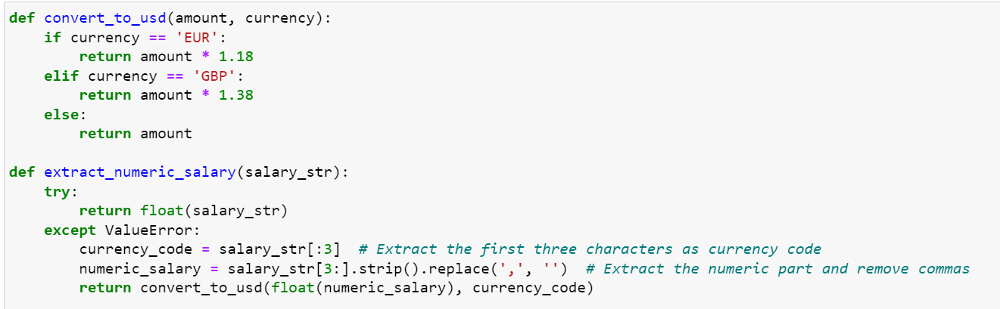 def convert_to_usd(amount, currency):
    if currency == 'EUR':
        return amount * 1.18
    elif currency == 'GBP':
        return amount * 1.38
    else:
        return amount

def extract_numeric_salary(salary_str):
    try:
        return float(salary_str)
    except ValueError:
        currency_code = salary_str[:3]  # Extract the first three characters as currency code
        numeric_salary = salary_str[3:].strip().replace(',', '')  # Extract the numeric part and remove commas
        return convert_to_usd(float(numeric_salary), currency_code)